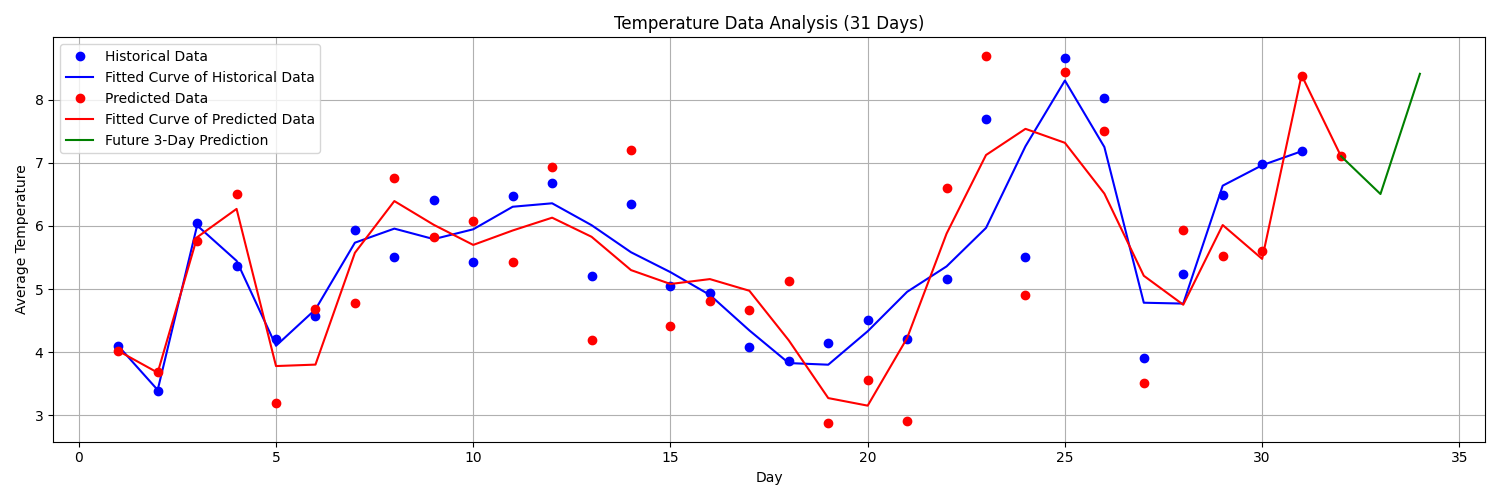 Temperature Data Analysis (31 Days)
Historical Data
Fitted Curve of Historical Data
Predicted Data
Fitted Curve of Predicted Data
Future 3-Day Prediction
Average Temperature
8
7
6
5
4
3
0 5 10 15 20 25 30 35
Day